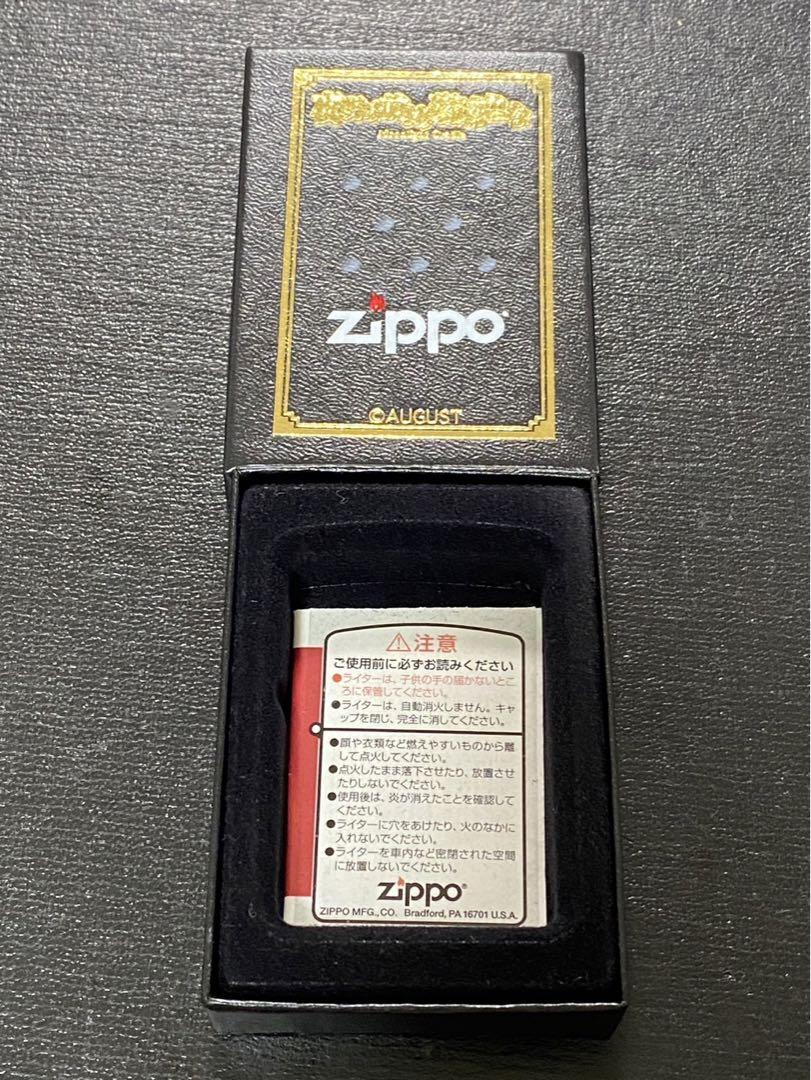 zippo
©AUGUST
⚠注意
ご使用前に必ずお読みください
●ライターは、子供の手の届かないとこ
ろに保管してください。
●ライターは、自動消火しません。キャ
ップを閉じ、完全に消してください。
●顔や衣類など燃えやすいものから離
して点火してください。
●点火したまま落下させたり、放置させ
たりしないでください。
●使用後は、炎が消えたことを確認して
ください。
●ライターに穴をあけたり、火のなかに
入れないでください。
●ライターを車内など密閉された空間
に放置しないでください。
zippo®
ZIPPO MFG.,CO. Bradford, PA 16701 U.S.A.